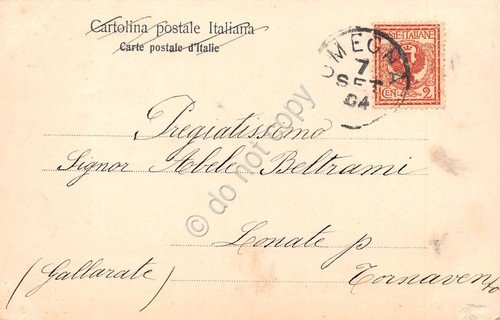 Cartolina postale Italiana
Carte postale d'Italie
POSTE ITALIANE
CENT. 2
OMEGNA
7
SET
04
Pregiatissimo
Signor Abele Beltrami
Lonate p
(Gallarate) Tornavento
© do not copy